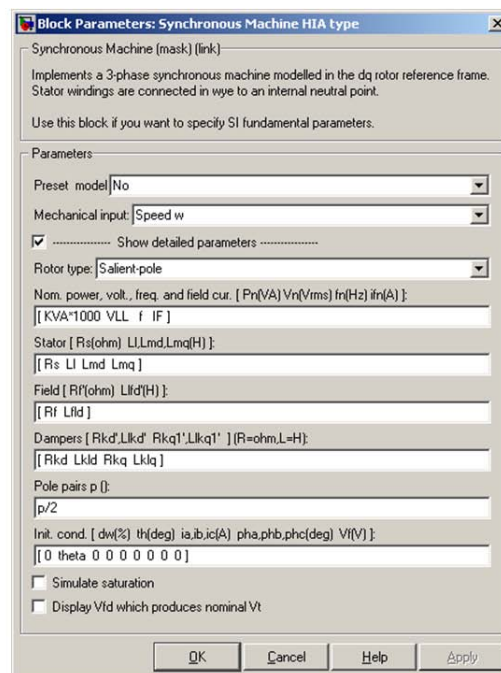 Block Parameters: Synchronous Machine HIA type
Synchronous Machine (mask) (link)
Implements a 3-phase synchronous machine modelled in the dq rotor reference frame.
Stator windings are connected in wye to an internal neutral point.
Use this block if you want to specify SI fundamental parameters.
Parameters
Preset model No
Mechanical input: Speed w
---------------- Show detailed parameters ----------------
Rotor type: Salient-pole
Nom. power, volt., freq. and field cur. [ Pn(VA) Vn(Vrms) fn(Hz) ifn(A) ]:
[ KVA*1000 VLL f IF ]
Stator [ Rs(ohm) Ll,Lmd,Lmq(H) ]:
[ Rs Ll Lmd Lmq ]
Field [ Rf'(ohm) Llfd'(H) ]:
[ Rf Lfld ]
Dampers [ Rkd',Llkd' Rkq1',Llkq1' ] (R=ohm,L=H):
[ Rkd Lkld Rkq Lklq ]
Pole pairs p ():
p/2
Init. cond. [ dw(%) th(deg) ia,ib,ic(A) pha,phb,phc(deg) Vf(V) ]:
[ 0 theta 0 0 0 0 0 0 0 ]
Simulate saturation
Display Vfd which produces nominal Vt
OK Cancel Help Apply